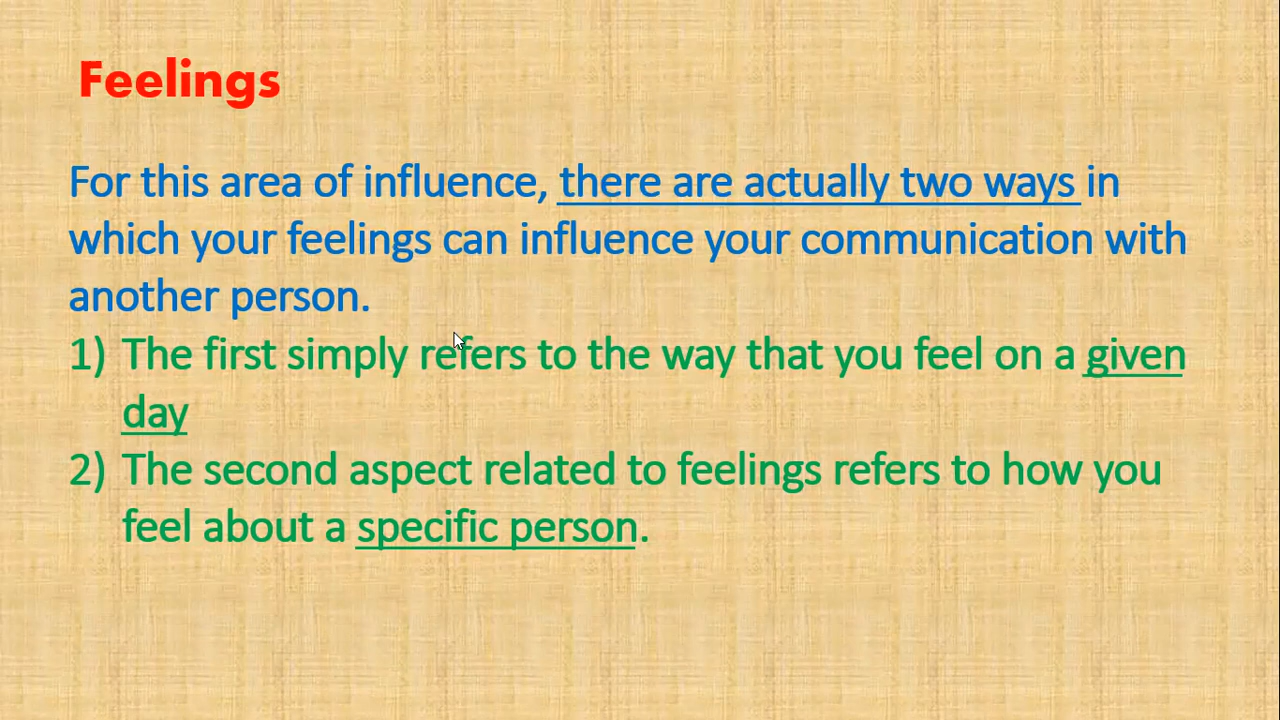 Feelings
For this area of influence, there are actually two ways in
which your feelings can influence your communication with
another person.
1) The first simply refers to the way that you feel on a given
day
2) The second aspect related to feelings refers to how you
feel about a specific person.